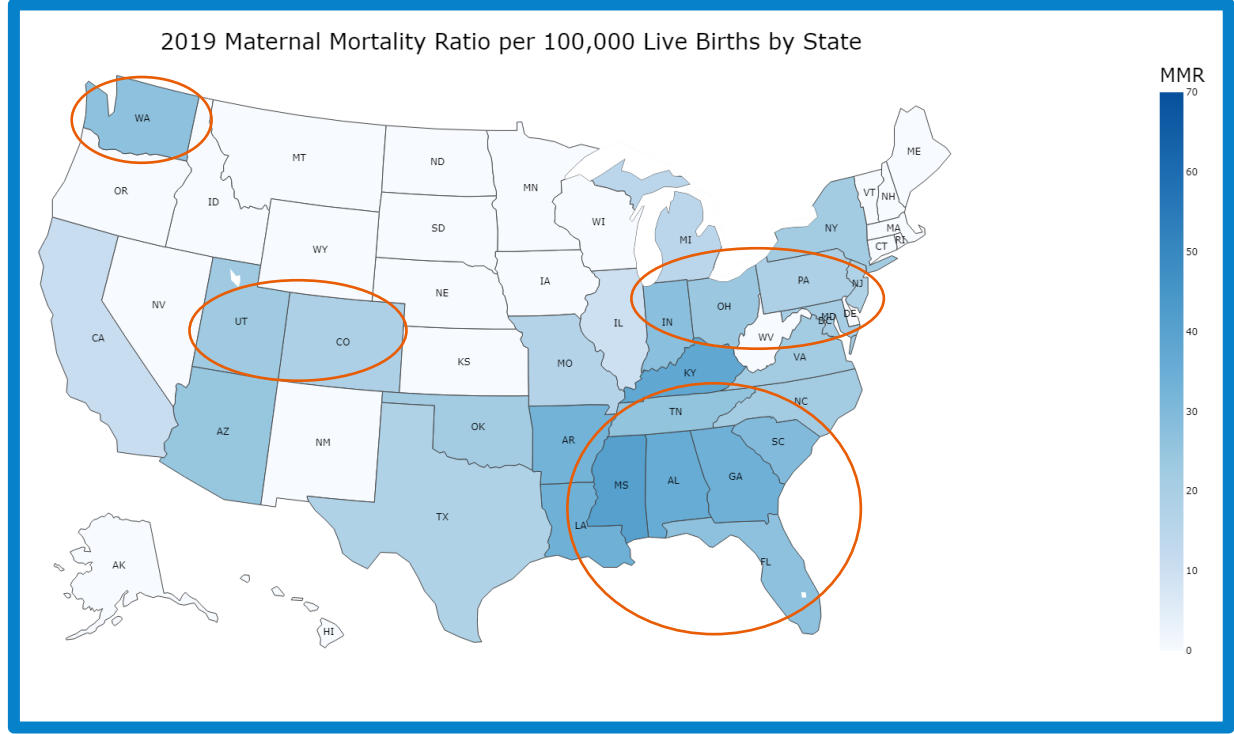 2019 Maternal Mortality Ratio per 100,000 Live Births by State
MMR
70
60
50
40
30
20
10
0
WA
MT
ND
MN
ME
OR
ID
SD
WI
VT
NH
WY
MI
NY
MA
CT
RI
NE
IA
PA
NJ
NV
UT
CO
IL
IN
OH
DE
MD
DC
CA
KS
MO
WV
VA
KY
AZ
NM
OK
AR
TN
NC
SC
MS
AL
GA
TX
LA
FL
AK
HI